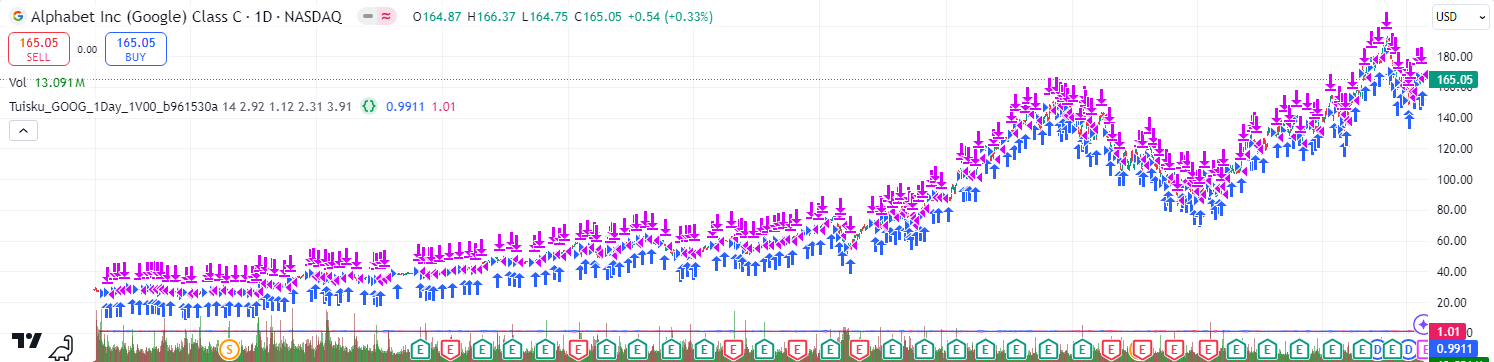 Alphabet Inc (Google) Class C · 1D · NASDAQ O164.87 H166.37 L164.75 C165.05 +0.54 (+0.33%)
USD
165.05 0.00 165.05
SELL BUY
Vol 13.091 M
Tuisku_GOOG_1Day_1V00_b961530a 14 2.92 1.12 2.31 3.91 {} 0.9911 1.01
180.00
165.05
160.00
140.00
120.00
100.00
80.00
60.00
40.00
20.00
1.01
0.9911
S E E E E E E E E E E E E E E E E E E E E E E E E E E E E E E E D E D E